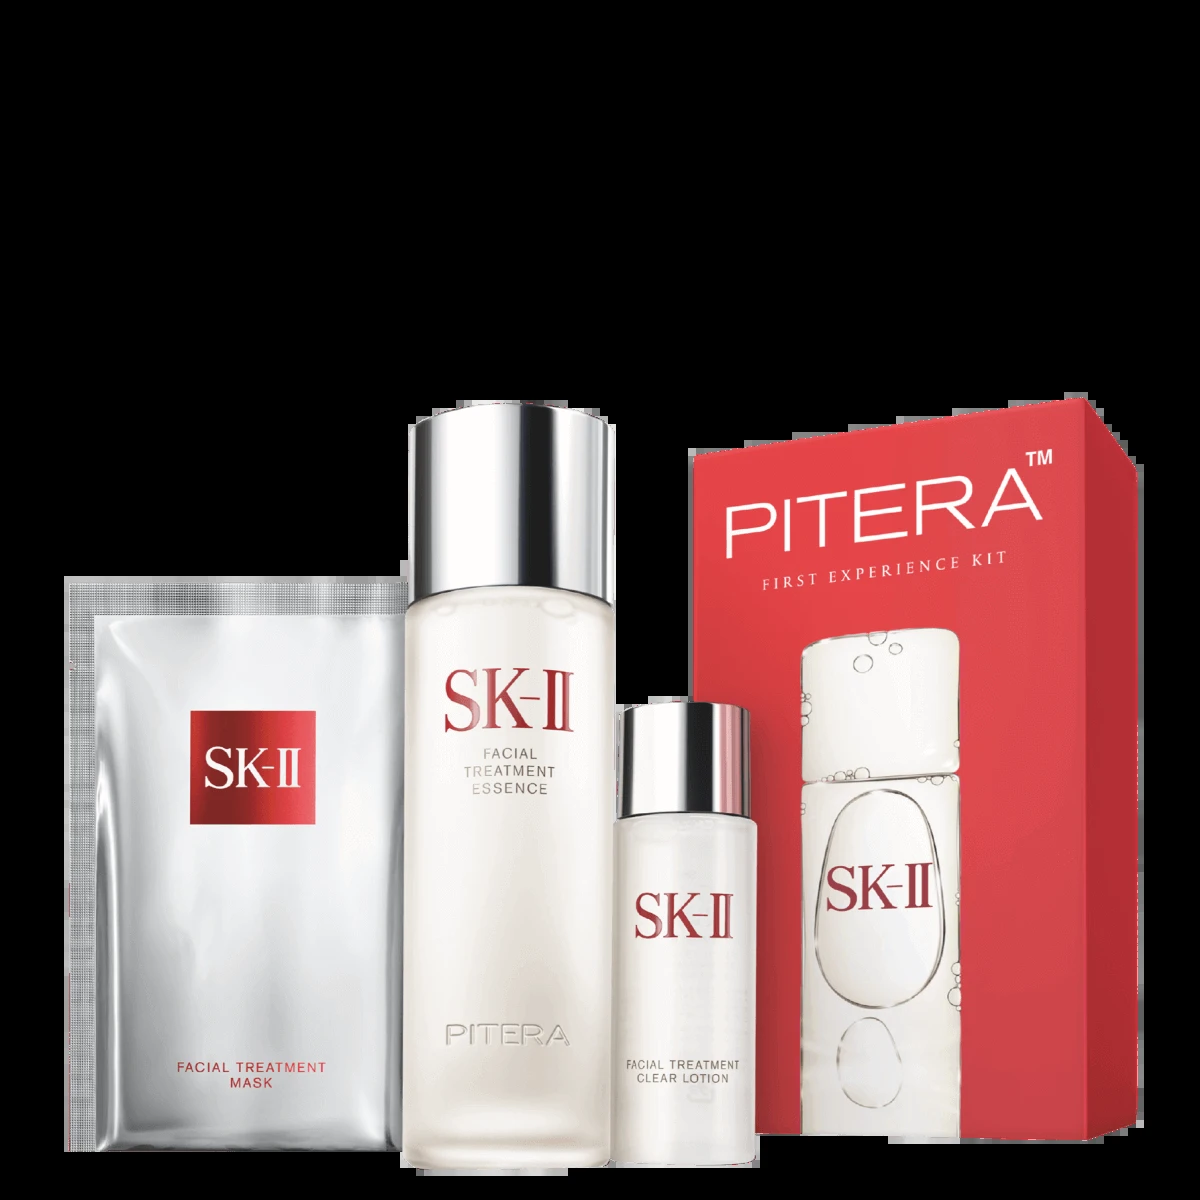 SK-II
FACIAL TREATMENT
MASK
SK-II
FACIAL
TREATMENT
ESSENCE
PITERA
SK-II
FACIAL TREATMENT
CLEAR LOTION
PITERA™
FIRST EXPERIENCE KIT
SK-II